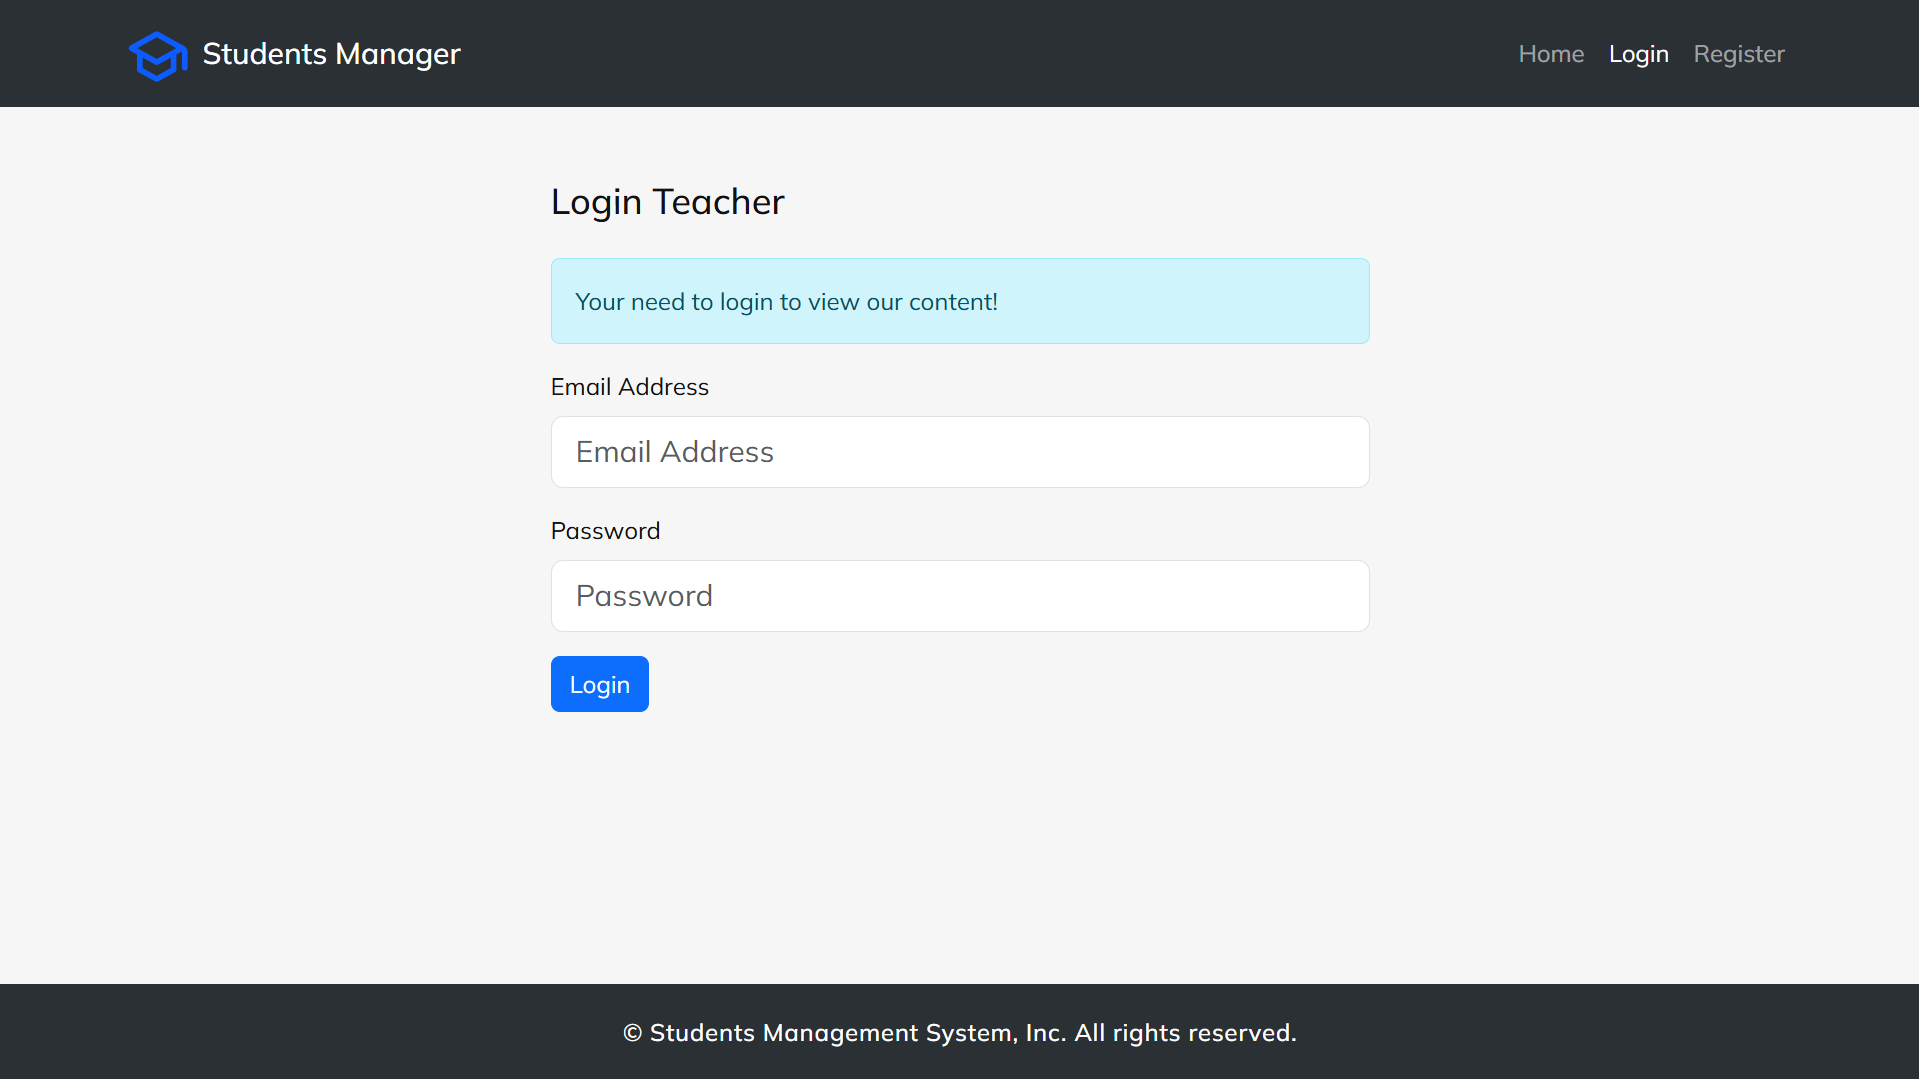 Students Manager
Home Login Register
Login Teacher
Your need to login to view our content!
Email Address
Email Address
Password
Password
Login
© Students Management System, Inc. All rights reserved.